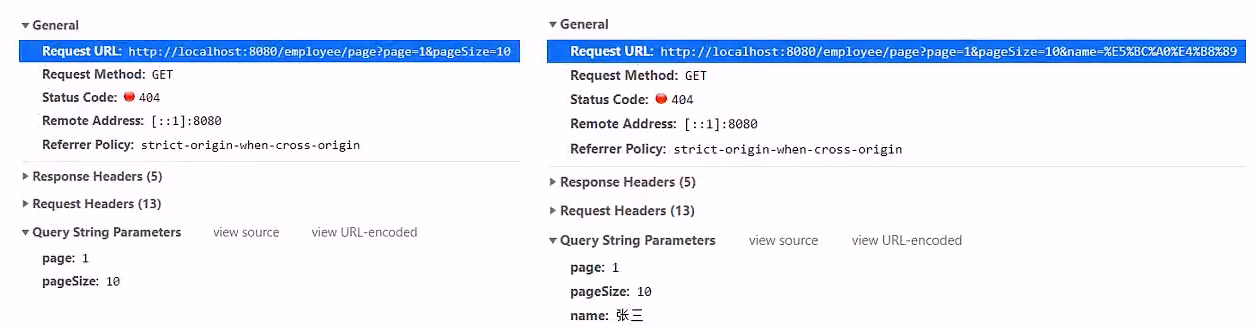 General
Request URL: http://localhost:8080/employee/page?page=1&pageSize=10
Request Method: GET
Status Code: 404
Remote Address: [::1]:8080
Referrer Policy: strict-origin-when-cross-origin
Response Headers (5)
Request Headers (13)
Query String Parameters view source view URL-encoded
page: 1
pageSize: 10
General
Request URL: http://localhost:8080/employee/page?page=1&pageSize=10&name=%E5%BC%A0%E4%B8%89
Request Method: GET
Status Code: 404
Remote Address: [::1]:8080
Referrer Policy: strict-origin-when-cross-origin
Response Headers (5)
Request Headers (13)
Query String Parameters view source view URL-encoded
page: 1
pageSize: 10
name: 张三